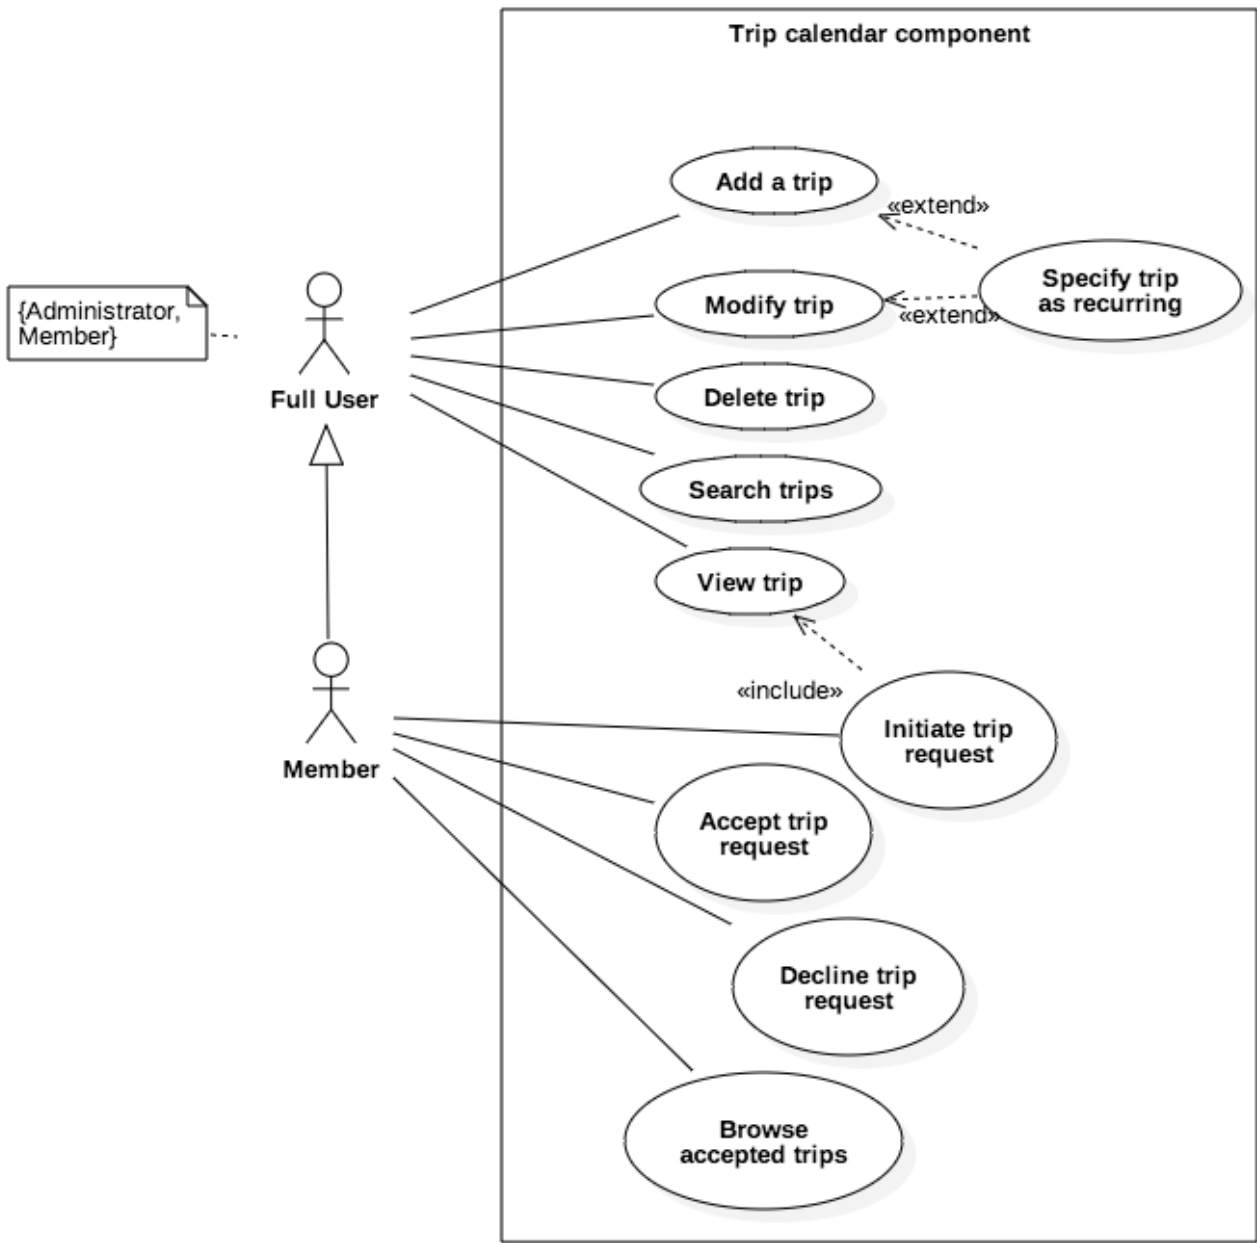 Trip calendar component
Add a trip
«extend»
Specify trip
as recurring
{Administrator,
Member}
Modify trip
«extend»
Full User
Delete trip
Search trips
View trip
«include»
Initiate trip
request
Member
Accept trip
request
Decline trip
request
Browse
accepted trips